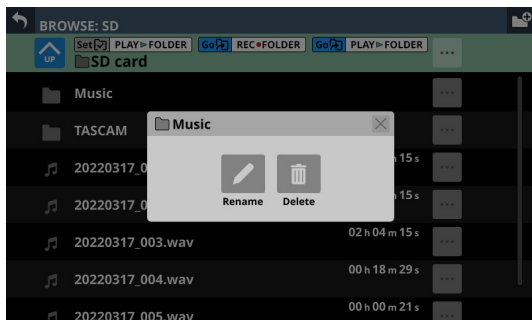 BROWSE: SD
UP
Set PLAY FOLDER Go REC FOLDER Go PLAY FOLDER
SD card
Music
TASCAM
Music
20220317_0 15 s
20220317_0 15 s
Rename Delete
20220317_003.wav 02 h 04 m 15 s
20220317_004.wav 00 h 18 m 29 s
20220317_005.wav 00 h 00 m 21 s